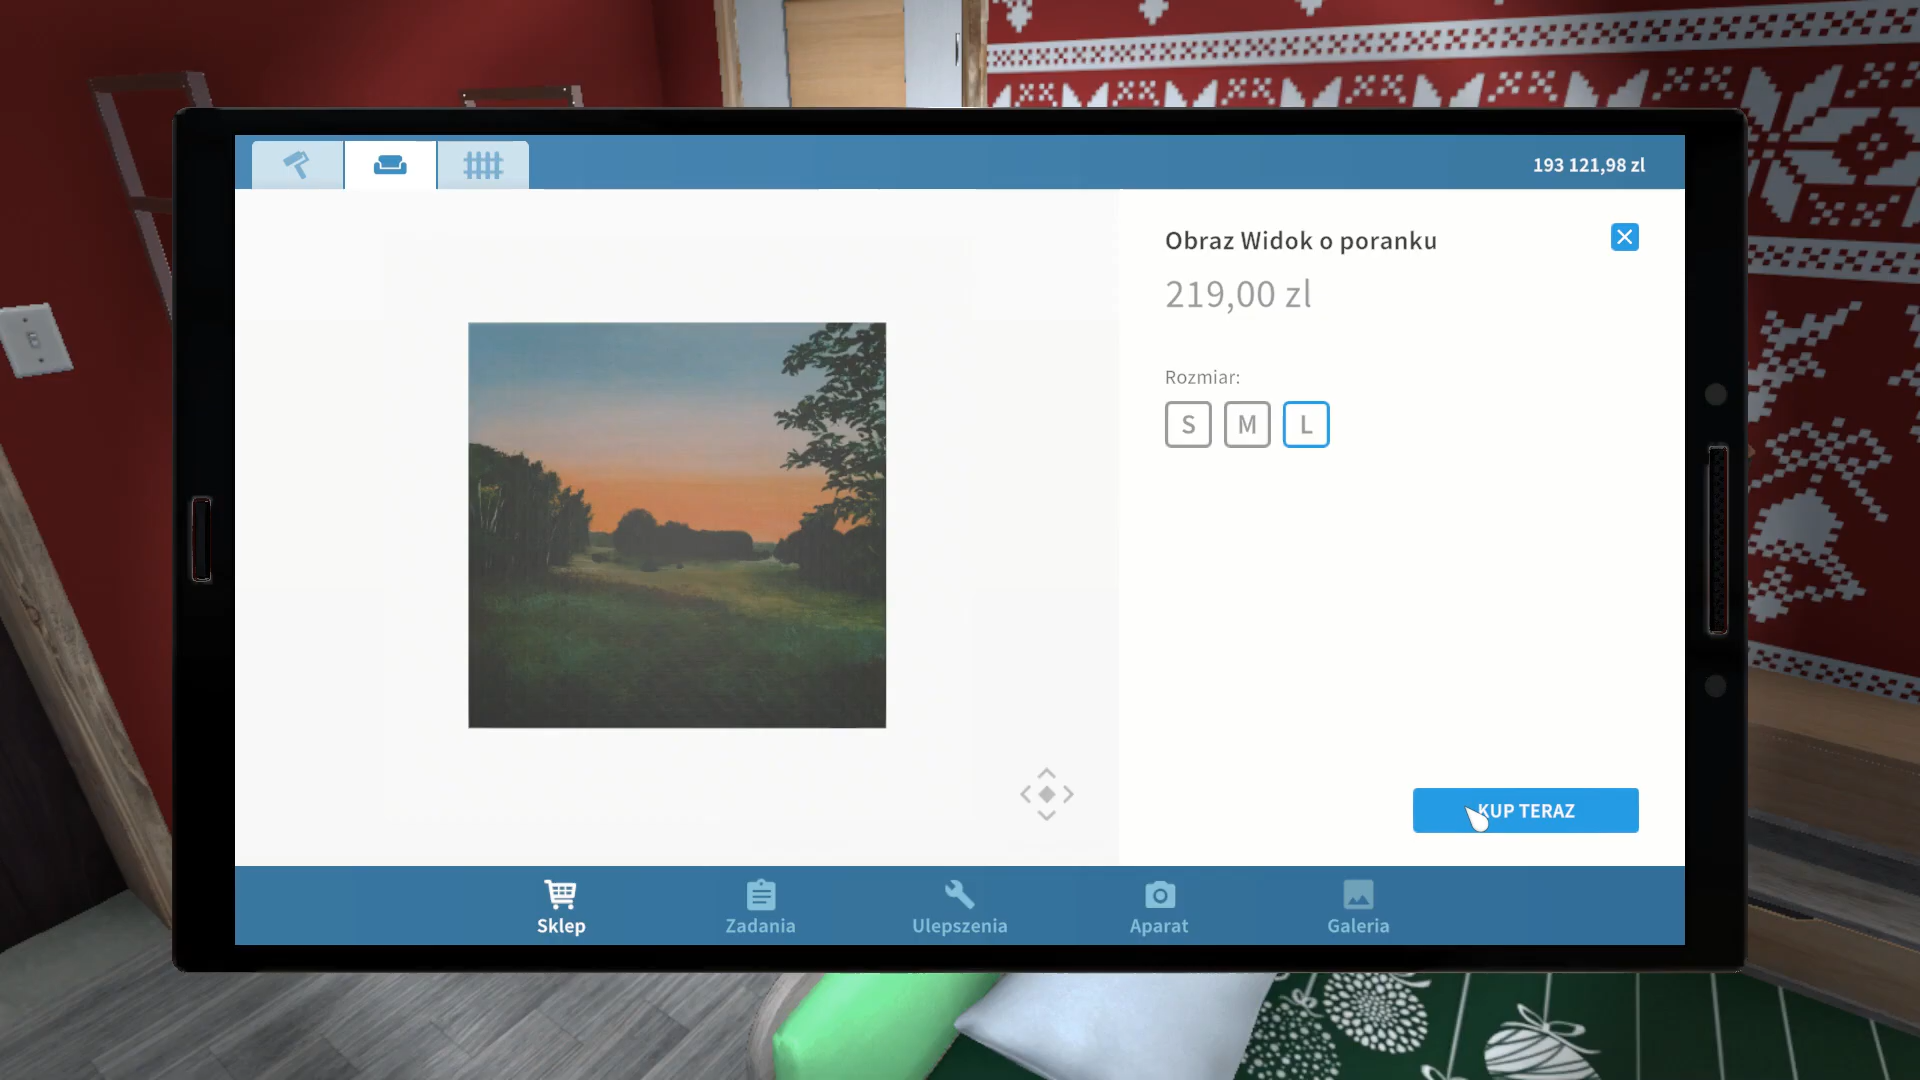 193 121,98 zl
Obraz Widok o poranku
219,00 zl
Rozmiar:
S M L
KUP TERAZ
Sklep Zadania Ulepszenia Aparat Galeria